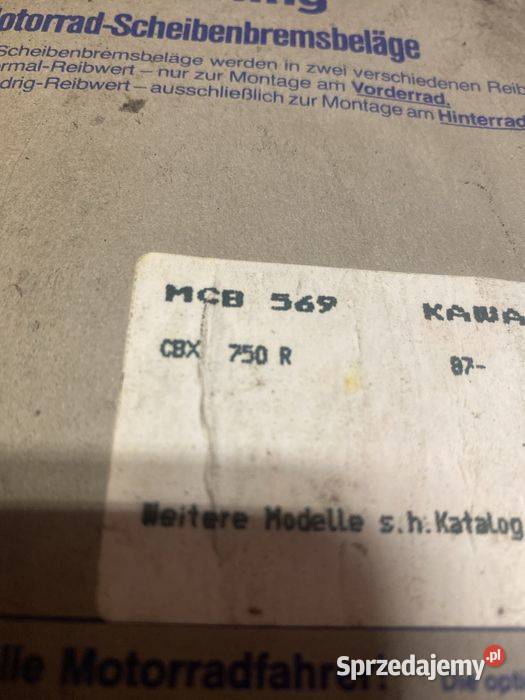 otorrad-Scheibenbremsbeläge
Scheibenbremsbeläge werden in zwei verschiedenen Reib
rmal-Reibwert – nur zur Montage am Vorderrad.
drig-Reibwert – ausschließlich zur Montage am Hinterrad
MCB 569 KAWA
CBX 750 R 87-
Weitere Modelle s.h.Katalog
lle Motorradfahrer!
Sprzedajemy.pl